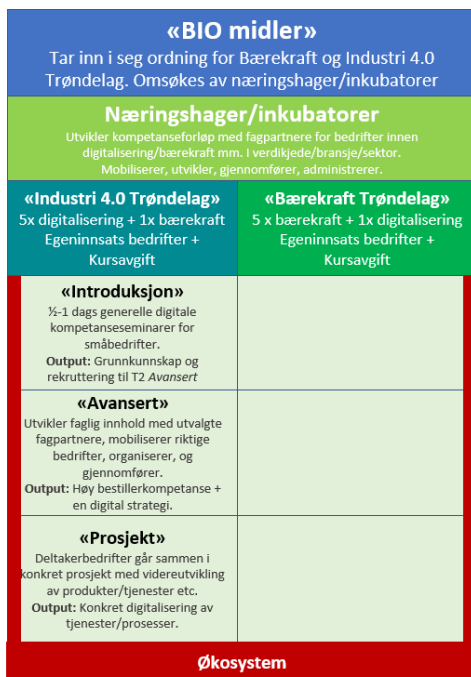 «BIO midler»
Tar inn i seg ordning for Bærekraft og Industri 4.0
Trøndelag. Omsøkes av næringshager/inkubatorer
Næringshager/inkubatorer
Utvikler kompetanseforløp med fagpartnere for bedrifter innen
digitalisering/bærekraft mm. I verdikjede/bransje/sektor.
Mobiliserer, utvikler, gjennomfører, administrerer.
«Industri 4.0 Trøndelag»
5x digitalisering + 1x bærekraft
Egeninnsats bedrifter +
Kursavgift
«Bærekraft Trøndelag»
5 x bærekraft + 1x digitalisering
Egeninnsats bedrifter +
Kursavgift
«Introduksjon»
½-1 dags generelle digitale
kompetanseseminarer for
småbedrifter.
Output: Grunnkunnskap og
rekruttering til T2 Avansert
«Avansert»
Utvikler faglig innhold med utvalgte
fagpartnere, mobiliserer riktige
bedrifter, organiserer, og
gjennomfører.
Output: Høy bestillerkompetanse +
en digital strategi.
«Prosjekt»
Deltakerbedrifter går sammen i
konkret prosjekt med videreutvikling
av produkter/tjenester etc.
Output: Konkret digitalisering av
tjenester/prosesser.
Økosystem